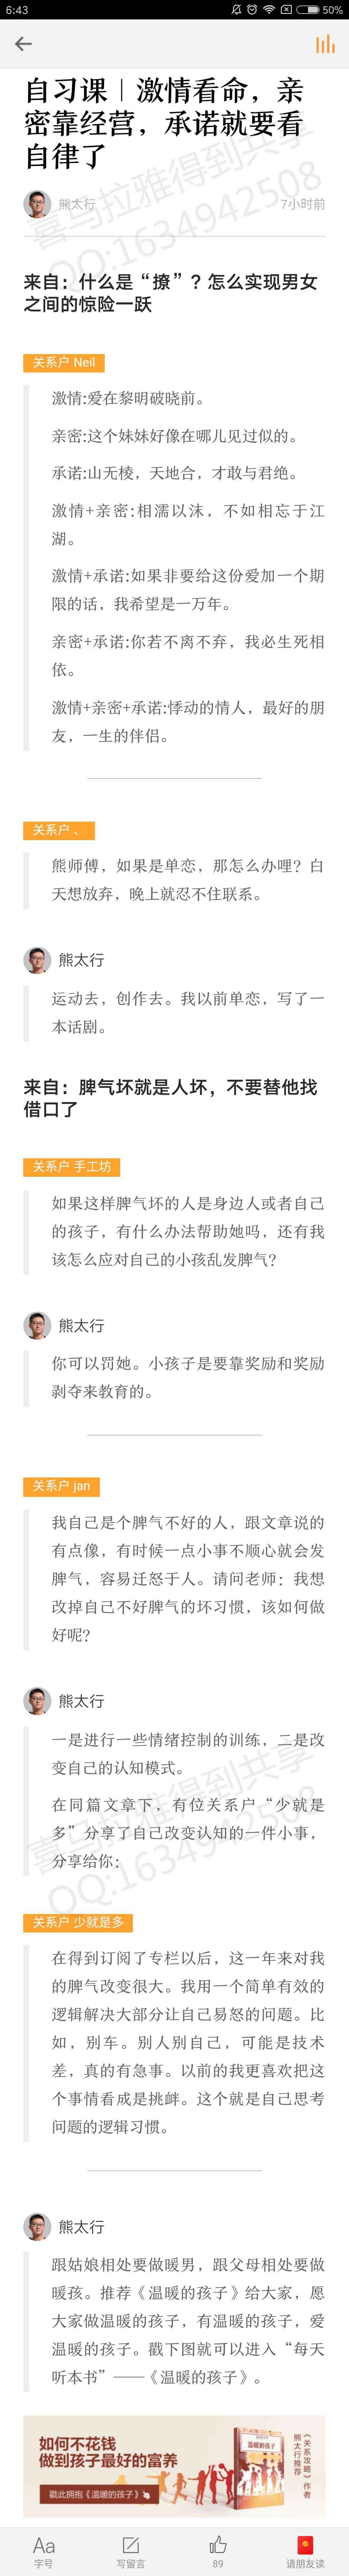 6:43
50%
自习课｜激情看命，亲
密靠经营，承诺就要看
自律了
熊太行
7小时前
喜马拉雅得到共享
QQ:1634942508
来自：什么是“撩”？怎么实现男女
之间的惊险一跃
关系户 Neil
激情:爱在黎明破晓前。
亲密:这个妹妹好像在哪儿见过似的。
承诺:山无棱，天地合，才敢与君绝。
激情+亲密:相濡以沫，不如相忘于江
湖。
激情+承诺:如果非要给这份爱加一个期
限的话，我希望是一万年。
亲密+承诺:你若不离不弃，我必生死相
依。
激情+亲密+承诺:悸动的情人，最好的朋
友，一生的伴侣。
关系户 、
熊师傅，如果是单恋，那怎么办哩？白
天想放弃，晚上就忍不住联系。
熊太行
运动去，创作去。我以前单恋，写了一
本话剧。
来自：脾气坏就是人坏，不要替他找
借口了
关系户 手工坊
如果这样脾气坏的人是身边人或者自己
的孩子，有什么办法帮助她吗，还有我
该怎么应对自己的小孩乱发脾气？
熊太行
你可以罚她。小孩子是要靠奖励和奖励
剥夺来教育的。
关系户 jan
我自己是个脾气不好的人，跟文章说的
有点像，有时候一点小事不顺心就会发
脾气，容易迁怒于人。请问老师：我想
改掉自己不好脾气的坏习惯，该如何做
好呢？
熊太行
一是进行一些情绪控制的训练，二是改
变自己的认知模式。
在同篇文章下，有位关系户“少就是
多”分享了自己改变认知的一件小事，
分享给你：
喜马拉雅得到共享
QQ:1634942508
关系户 少就是多
在得到订阅了专栏以后，这一年来对我
的脾气改变很大。我用一个简单有效的
逻辑解决大部分让自己易怒的问题。比
如，别车。别人别自己，可能是技术
差，真的有急事。以前的我更喜欢把这
个事情看成是挑衅。这个就是自己思考
问题的逻辑习惯。
熊太行
跟姑娘相处要做暖男，跟父母相处要做
暖孩。推荐《温暖的孩子》给大家，愿
大家做温暖的孩子，有温暖的孩子，爱
温暖的孩子。戳下图就可以进入“每天
听本书”——《温暖的孩子》。
如何不花钱
做到孩子最好的富养
戳此拥抱《温暖的孩子》
温暖的孩子
《关系攻略》作者
熊太行推荐
Aa
字号
写留言
89
请朋友读